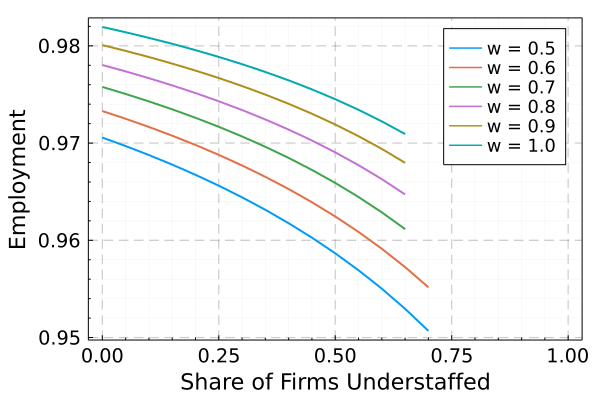 0.98
0.97
0.96
0.95
Employment
w = 0.5
w = 0.6
w = 0.7
w = 0.8
w = 0.9
w = 1.0
0.00 0.25 0.50 0.75 1.00
Share of Firms Understaffed